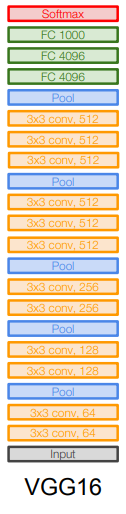 Softmax
FC 1000
FC 4096
FC 4096
Pool
3x3 conv, 512
3x3 conv, 512
3x3 conv, 512
Pool
3x3 conv, 512
3x3 conv, 512
3x3 conv, 512
Pool
3x3 conv, 256
3x3 conv, 256
Pool
3x3 conv, 128
3x3 conv, 128
Pool
3x3 conv, 64
3x3 conv, 64
Input
VGG16